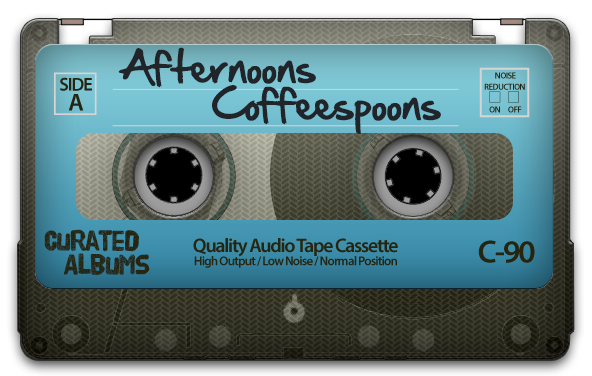 Afternoons
Coffeespoons
SIDE
A
NOISE
REDUCTION
ON OFF
CURATED
ALBUMS
Quality Audio Tape Cassette
High Output / Low Noise / Normal Position
C-90